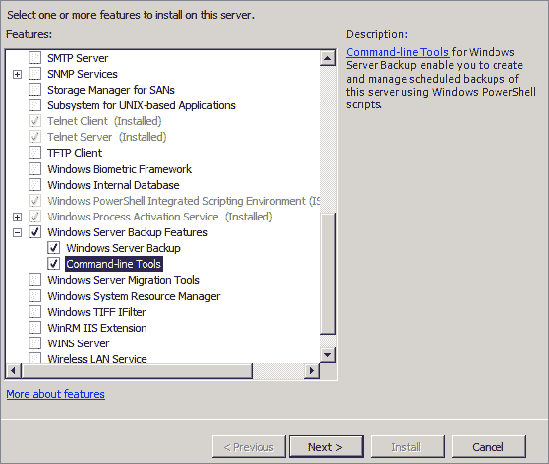 Select one or more features to install on this server.
Features:
SMTP Server
SNMP Services
Storage Manager for SANs
Subsystem for UNIX-based Applications
Telnet Client (Installed)
Telnet Server (Installed)
TFTP Client
Windows Biometric Framework
Windows Internal Database
Windows PowerShell Integrated Scripting Environment (IS
Windows Process Activation Service (Installed)
Windows Server Backup Features
Windows Server Backup
Command-line Tools
Windows Server Migration Tools
Windows System Resource Manager
Windows TIFF IFilter
WinRM IIS Extension
WINS Server
Wireless LAN Service
More about features
Description:
Command-line Tools for Windows
Server Backup enable you to create
and manage scheduled backups of
this server using Windows PowerShell
scripts.
< Previous
Next >
Install
Cancel